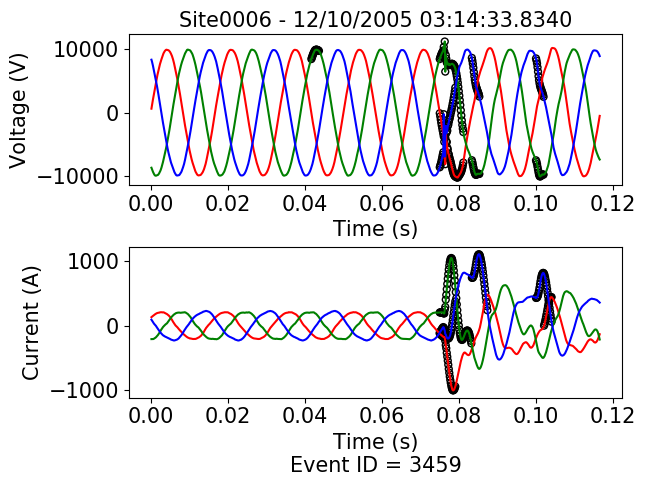 Site0006 - 12/10/2005 03:14:33.8340
Voltage (V)
10000
0
−10000
0.00 0.02 0.04 0.06 0.08 0.10 0.12
Time (s)
Current (A)
1000
0
−1000
0.00 0.02 0.04 0.06 0.08 0.10 0.12
Time (s)
Event ID = 3459